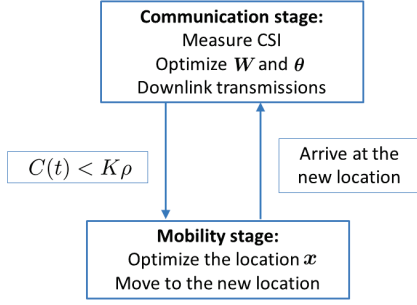 Communication stage:
Measure CSI
Optimize W and θ
Downlink transmissions
C(t) < Kρ
Arrive at the
new location
Mobility stage:
Optimize the location x
Move to the new location